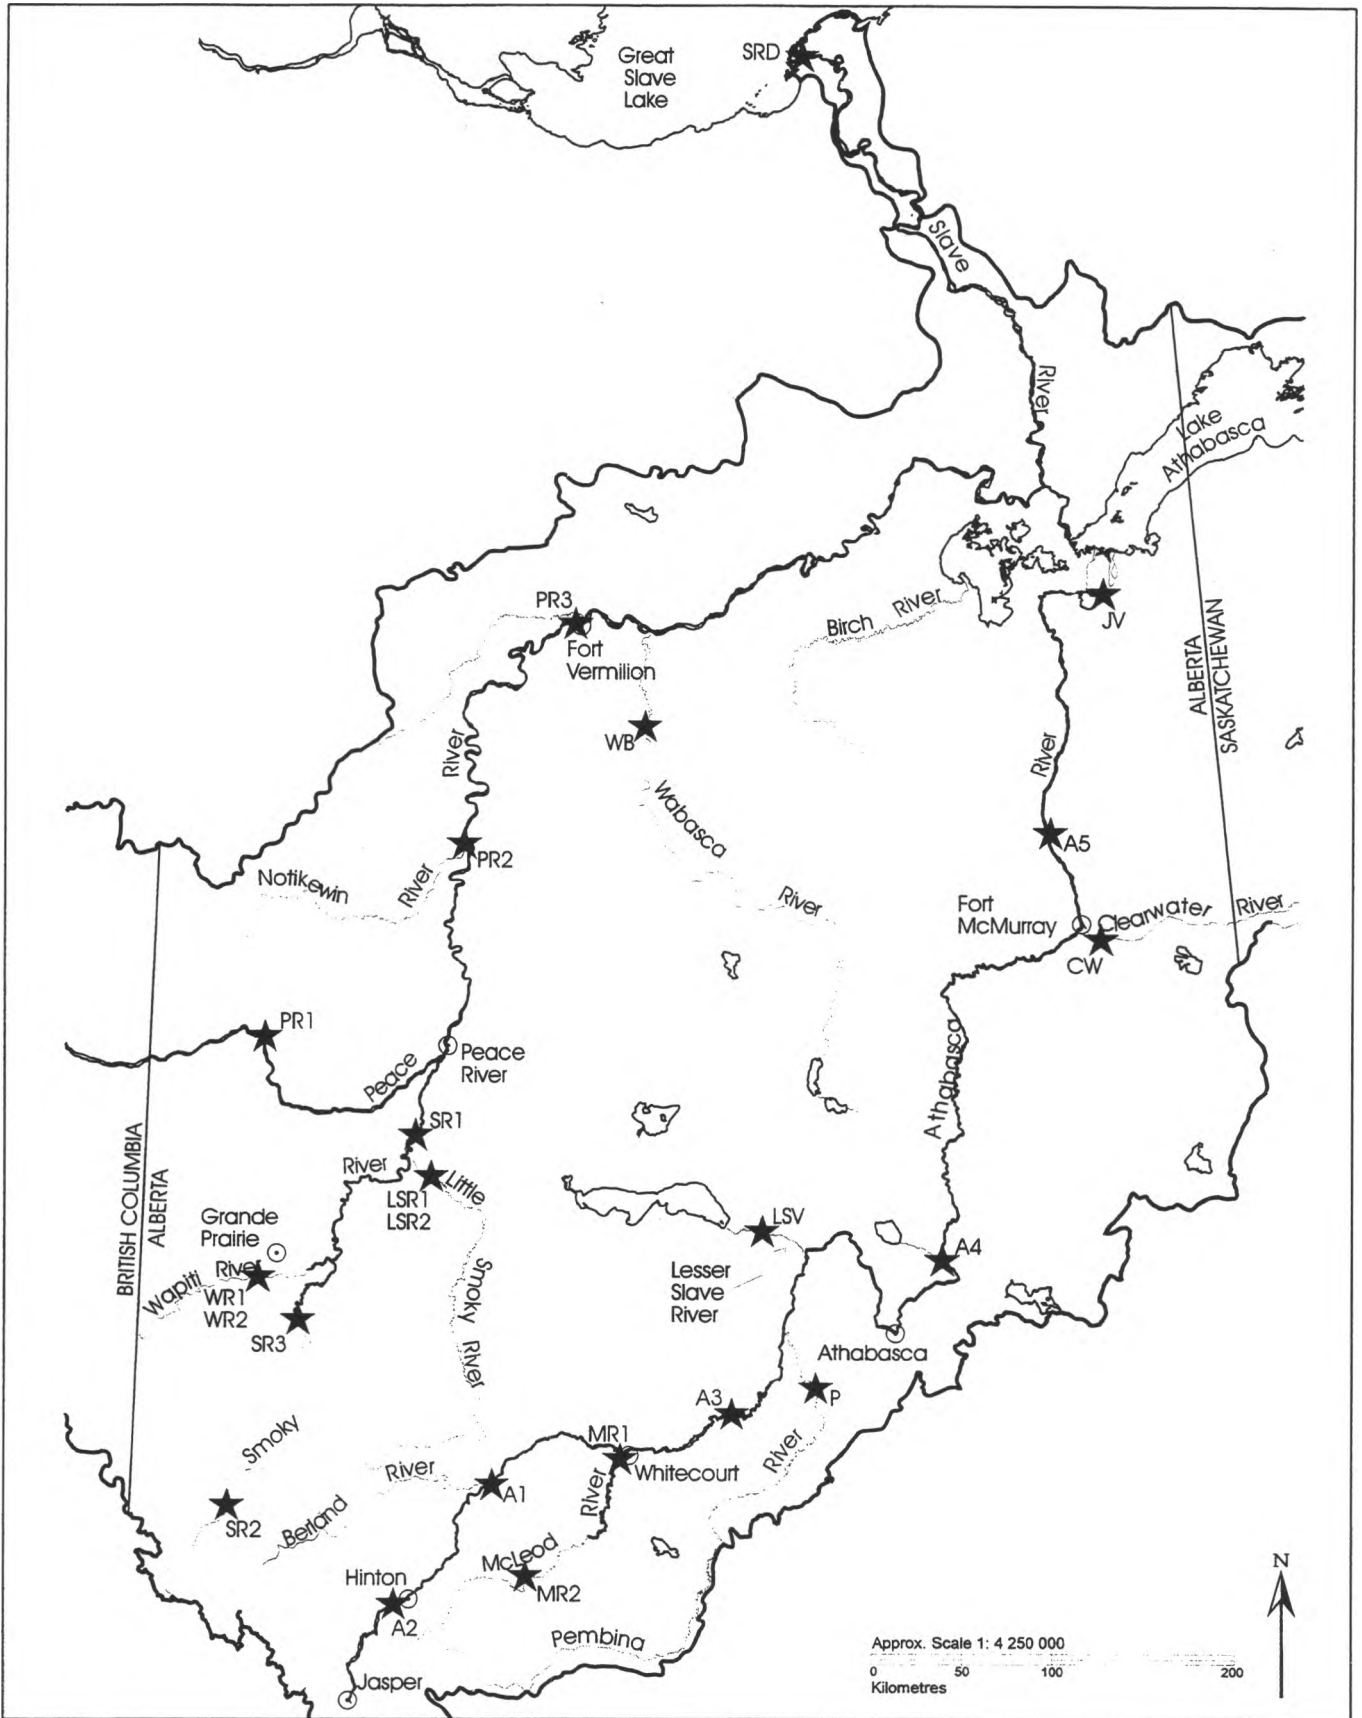 Great
Slave
Lake
SRD
Slave
River
Lake
Athabasca
PR3
Fort
Vermilion
Birch River
JV
ALBERTA
SASKATCHEWAN
River
WB
River
Wabasca
River
A5
PR2
Notikewin
River
Fort
McMurray
Clearwater River
CW
PR1
Peace
Peace
River
Athabasca
SR1
River
LSR1
LSR2
Little
Smoky River
BRITISH COLUMBIA
ALBERTA
Grande
Prairie
Wapiti River
WR1
WR2
SR3
LSV
Lesser
Slave
River
A4
Athabasca
P
River
A3
MR1
Whitecourt
River
Smoky
River
A1
SR2
Berland
McLeod
MR2
Hinton
A2
Pembina
Jasper
N
Approx. Scale 1: 4 250 000
0 50 100 200
Kilometres